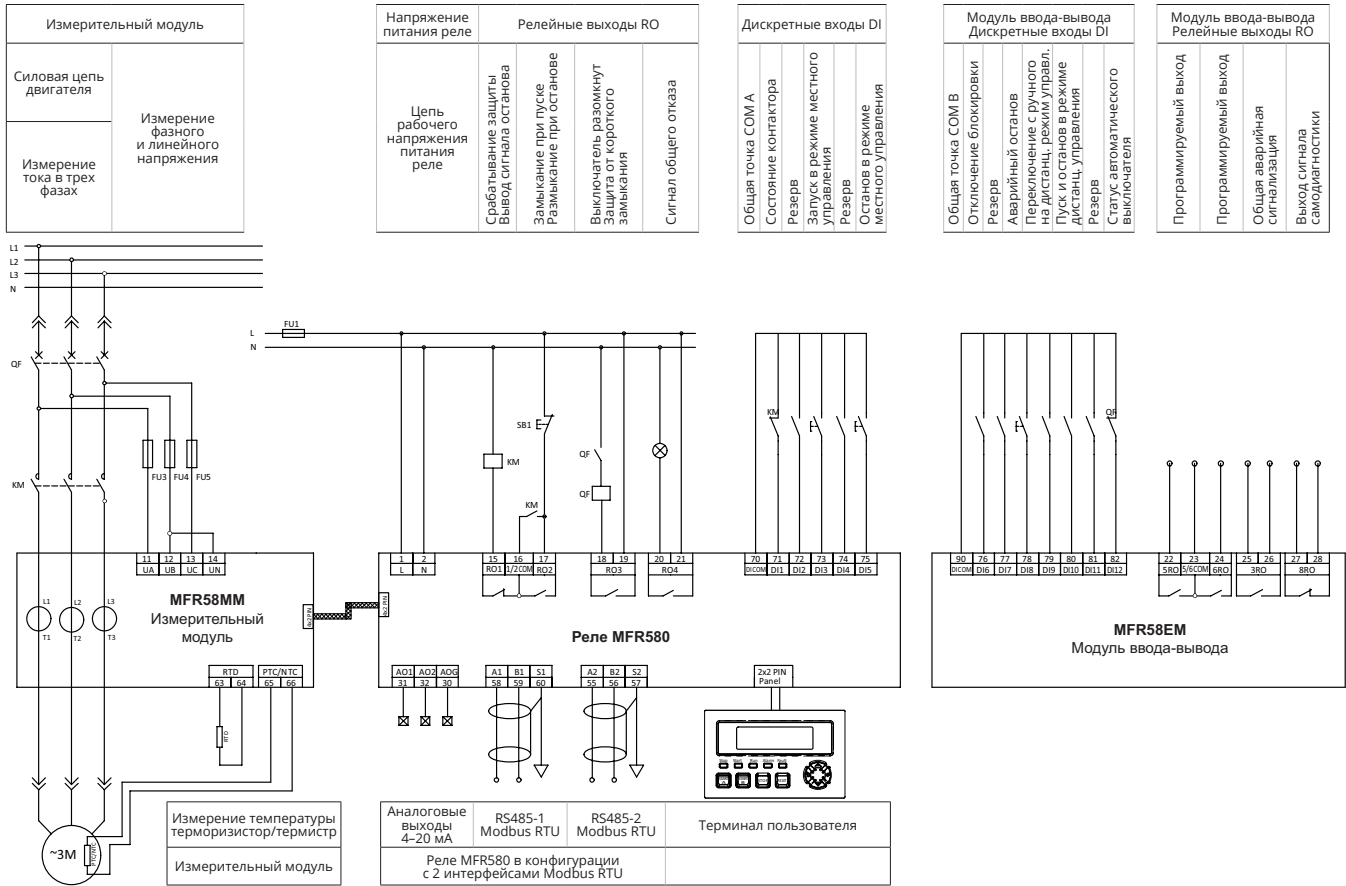 Измерительный модуль
Силовая цепь
двигателя
Измерение
тока в трех
фазах
Измерение
фазного
и линейного
напряжения
Напряжение
питания реле
Релейные выходы RO
Цепь
рабочего
напряжения
питания
реле
Срабатывание защиты
Вывод сигнала останова
Замыкание при пуске
Размыкание при останове
Выключатель разомкнут
Защита от короткого
замыкания
Сигнал общего отказа
Дискретные входы DI
Общая точка COM A
Состояние контактора
Резерв
Запуск в режиме местного
управления
Резерв
Останов в режиме
местного управления
Модуль ввода-вывода
Дискретные входы DI
Общая точка COM B
Отключение блокировки
Резерв
Аварийный останов
Переключение с ручного
на дистанц. режим управл.
Пуск и останов в режиме
дистанц. управления
Резерв
Статус автоматического
выключателя
Модуль ввода-вывода
Релейные выходы RO
Программируемый выход
Программируемый выход
Общая аварийная
сигнализация
Выход сигнала
самодиагностики
L1
L2
L3
N
L
FU1
N
QF
KM
FU3 FU4 FU5
KM
SB1
KM
QF
QF
KM
QF
11 12 13 14
UA UB UC UN
MFR58MM
Измерительный
модуль
L1 L2 L3
T1 T2 T3
4x2 PIN
4x2 PIN
RTD PTC/NTC
63 64 65 66
RTD
PTC/NTC
~3M
1 2
L N
15 16 17
RO1 1/2COM RO2
18 19
RO3
20 21
RO4
70 71 72 73 74 75
DICOM DI1 DI2 DI3 DI4 DI5
Реле MFR580
AO1 AO2 AOG
31 32 30
A1 B1 S1
58 59 60
A2 B2 S2
55 56 57
2x2 PIN
Panel
90 76 77 78 79 80 81 82
DICOM DI6 DI7 DI8 DI9 DI10 DI11 DI12
22 23 24 25 26 27 28
5RO 5/6COM 6RO 3RO 8RO
MFR58EM
Модуль ввода-вывода
Измерение температуры
терморизистор/термистр
Измерительный модуль
Аналоговые
выходы
4–20 мА
RS485-1
Modbus RTU
RS485-2
Modbus RTU
Терминал пользователя
Реле MFR580 в конфигурации
с 2 интерфейсами Modbus RTU